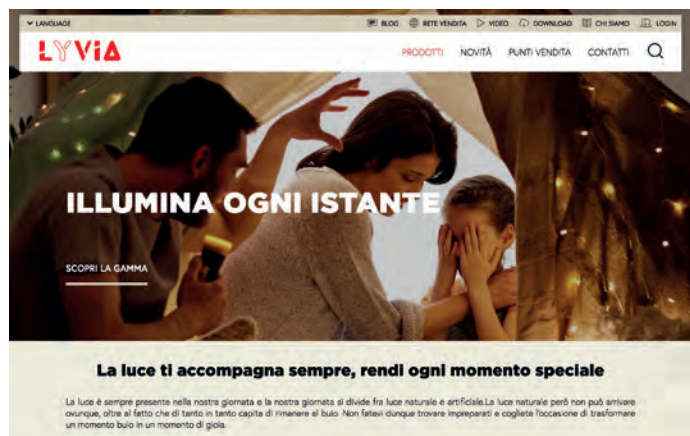 LANGUAGE
BLOG RETE VENDITA VIDEO DOWNLOAD CHI SIAMO LOGIN
LYViA PRODOTTI NOVITÀ PUNTI VENDITA CONTATTI
ILLUMINA OGNI ISTANTE
SCOPRI LA GAMMA
La luce ti accompagna sempre, rendi ogni momento speciale
La luce è sempre presente nella nostra giornata e la nostra giornata si divide fra luce naturale e artificiale.La luce naturale però non può arrivare
ovunque, oltre al fatto che di tanto in tanto capita di rimanere al buio. Non fatevi dunque trovare impreparati e cogliete l'occasione di trasformare
un momento buio in un momento di gioia.